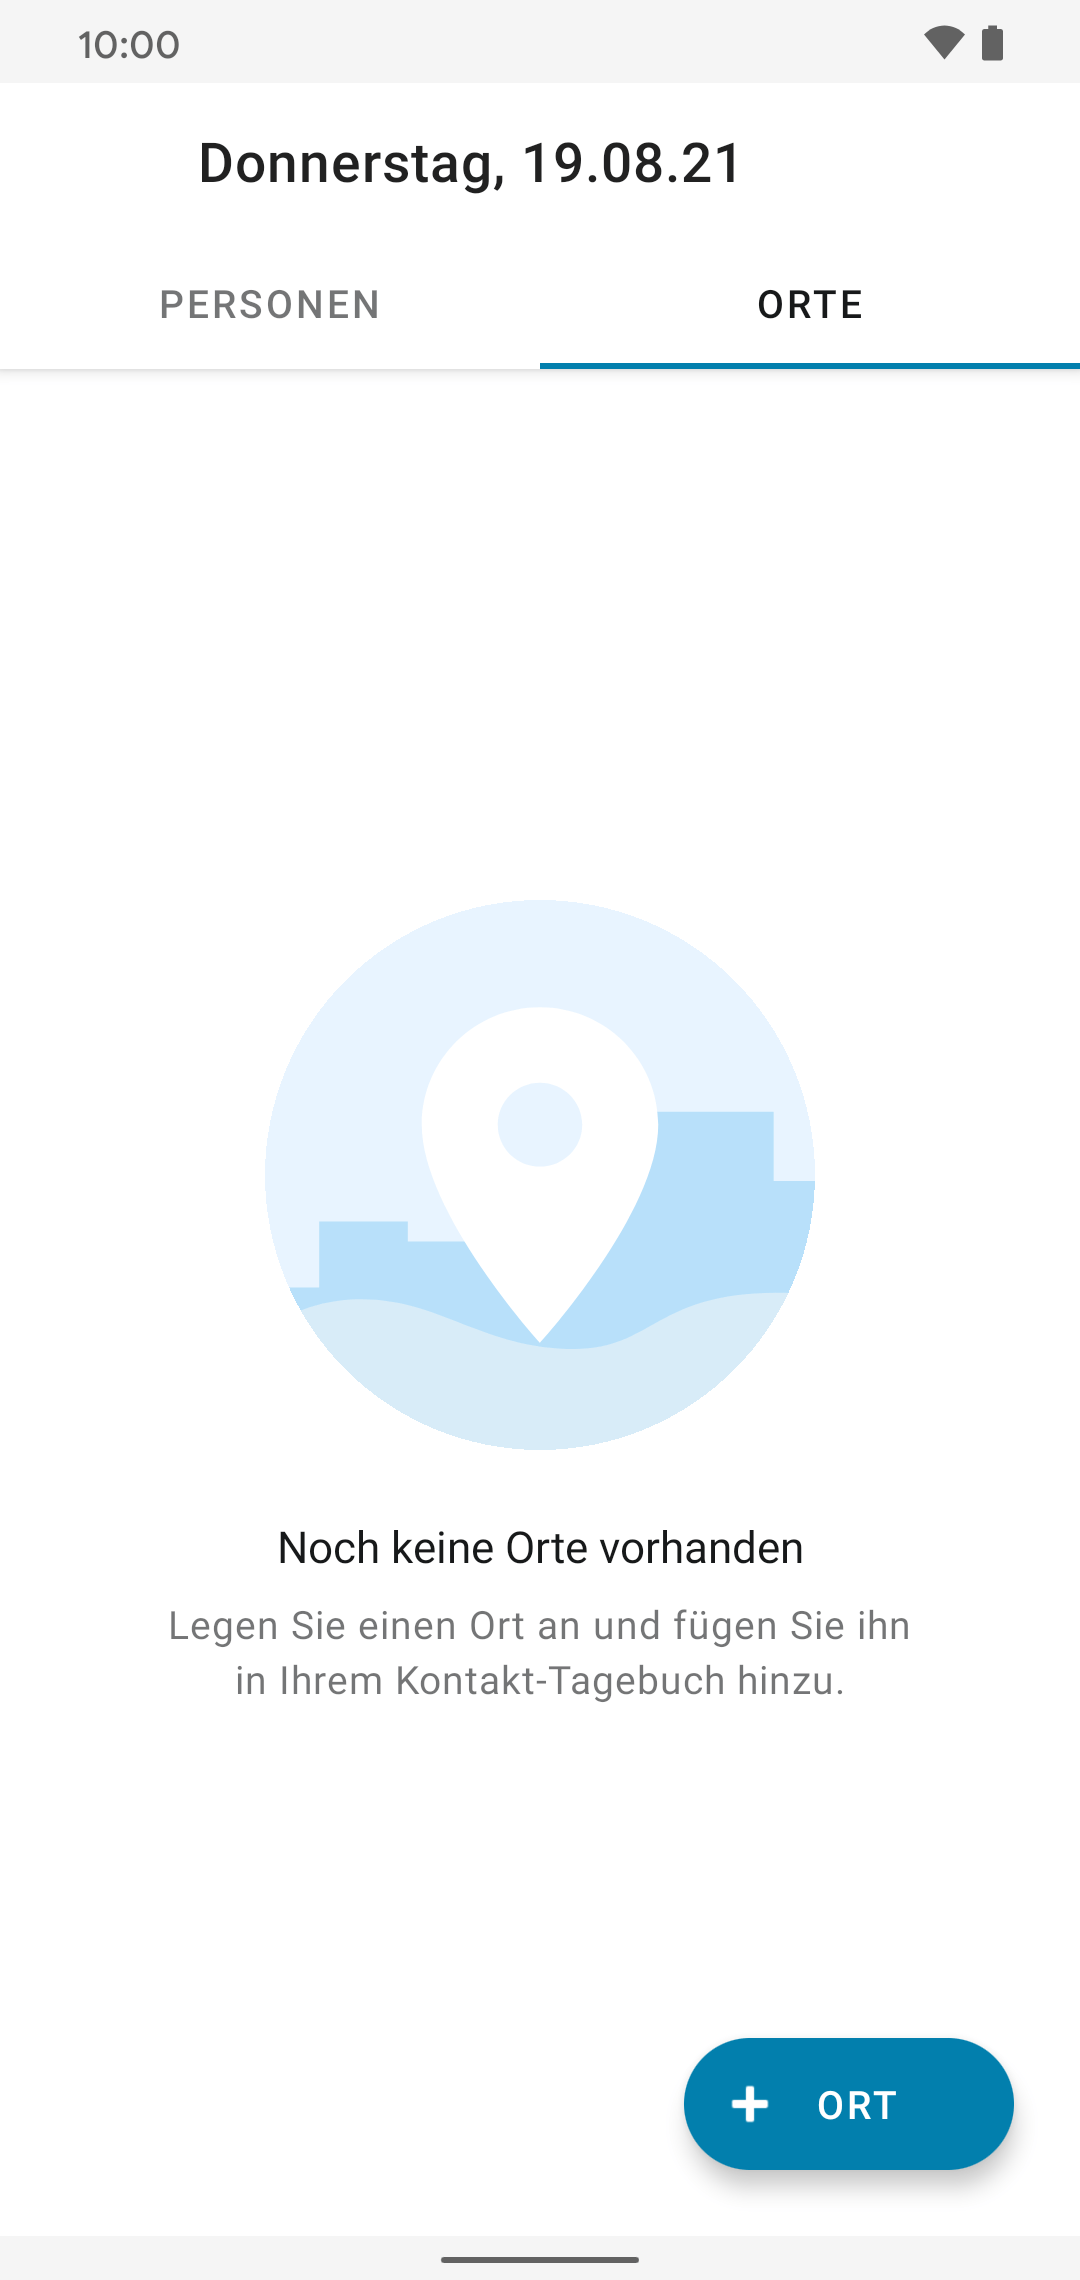 10:00
Donnerstag, 19.08.21
PERSONEN
ORTE
Noch keine Orte vorhanden
Legen Sie einen Ort an und fügen Sie ihn
in Ihrem Kontakt-Tagebuch hinzu.
ORT